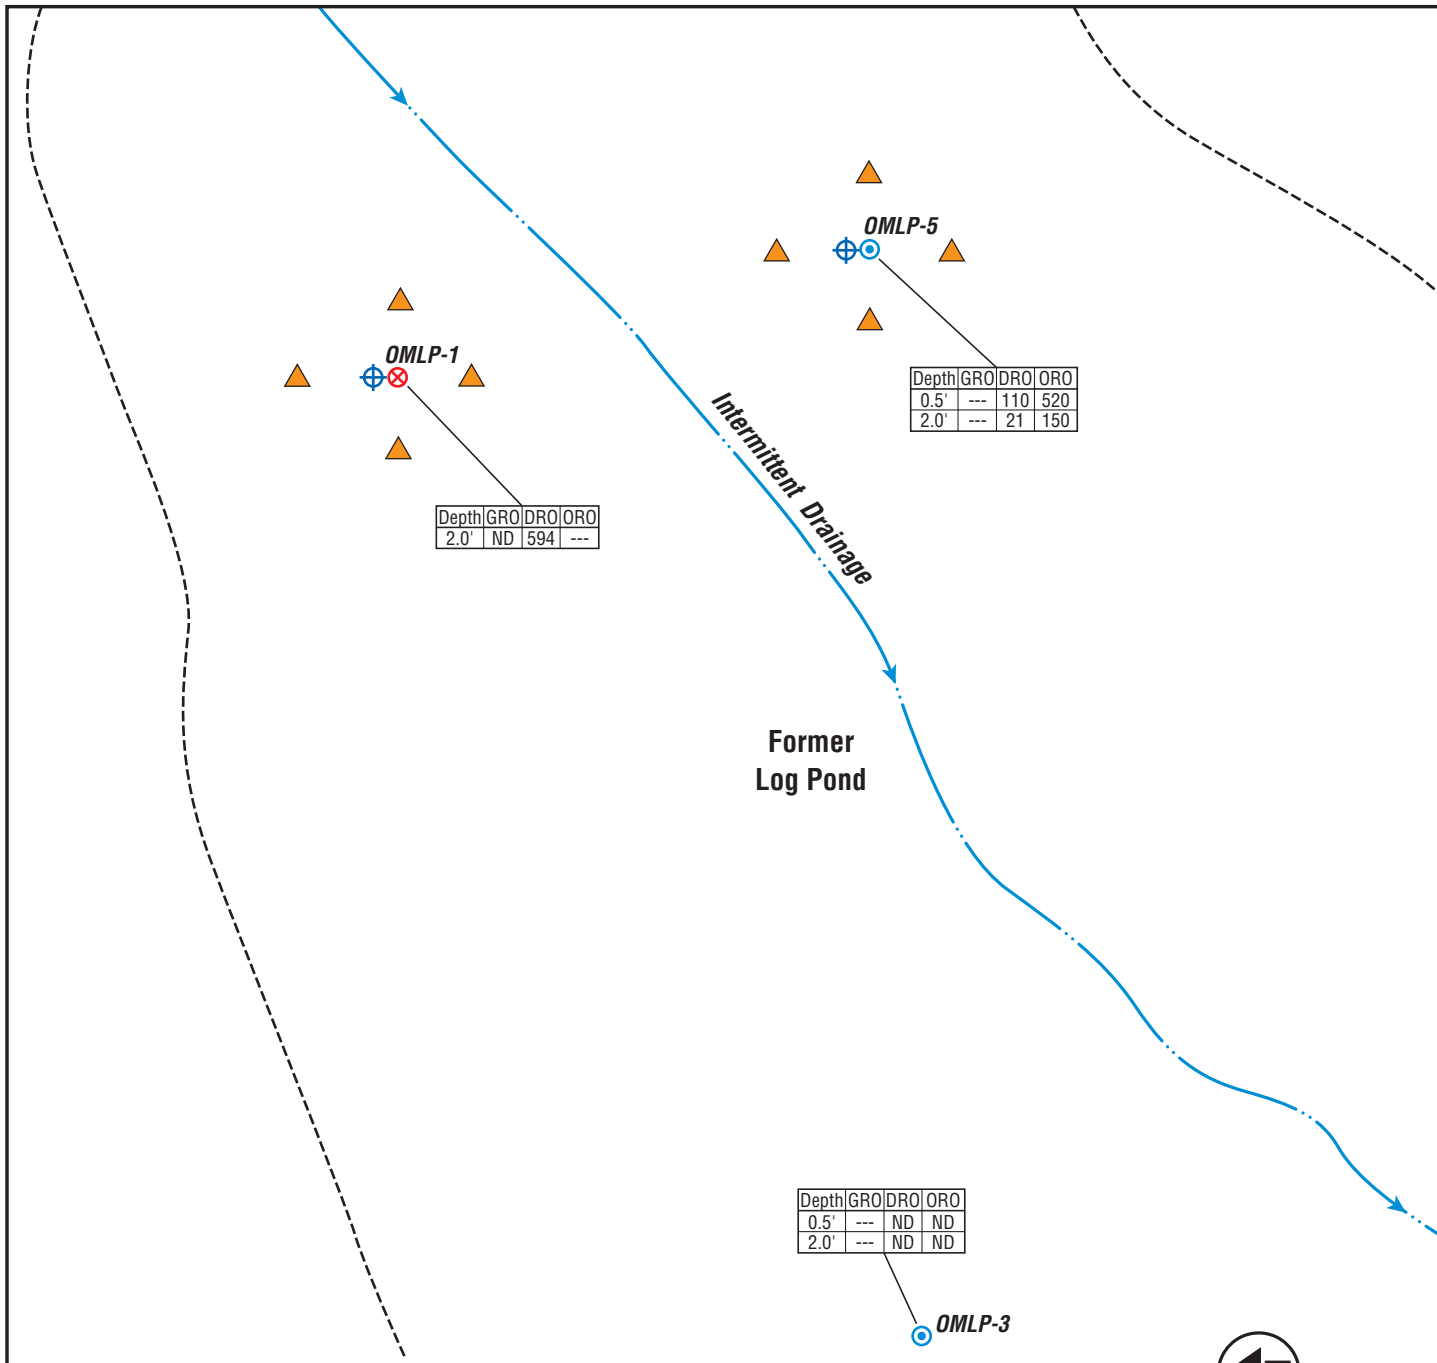 OMLP-5
Depth GRO DRO ORO
0.5' --- 110 520
2.0' --- 21 150
OMLP-1
Depth GRO DRO ORO
2.0' ND 594 ---
Intermittent Drainage
Former
Log Pond
Depth GRO DRO ORO
0.5' --- ND ND
2.0' --- ND ND
OMLP-3